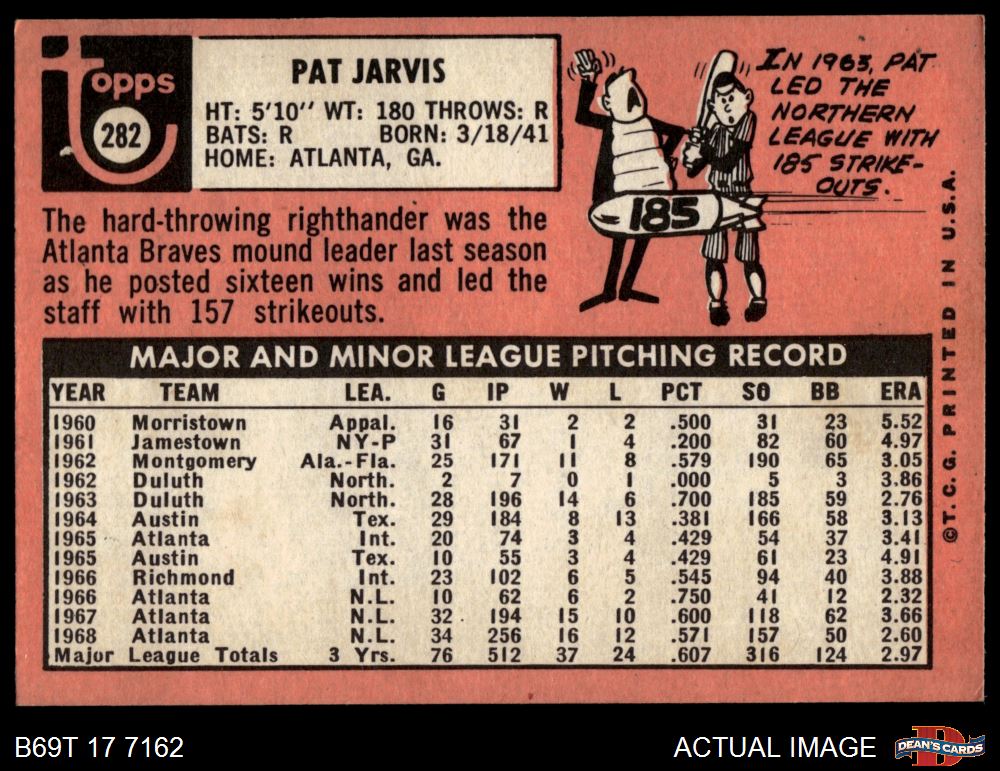 Topps
282
PAT JARVIS
HT: 5'10" WT: 180 THROWS: R
BATS: R BORN: 3/18/41
HOME: ATLANTA, GA.
IN 1963, PAT
LED THE
NORTHERN
LEAGUE WITH
185 STRIKE-
OUTS.
185
The hard-throwing righthander was the
Atlanta Braves mound leader last season
as he posted sixteen wins and led the
staff with 157 strikeouts.
MAJOR AND MINOR LEAGUE PITCHING RECORD
YEAR TEAM LEA. G IP W L PCT SO BB ERA
1960 Morristown Appal. 16 31 2 2 .500 31 23 5.52
1961 Jamestown NY-P 31 67 1 4 .200 82 60 4.97
1962 Montgomery Ala.-Fla. 25 171 11 8 .579 190 65 3.05
1962 Duluth North. 2 7 0 1 .000 5 3 3.86
1963 Duluth North. 28 196 14 6 .700 185 59 2.76
1964 Austin Tex. 29 184 8 13 .381 166 58 3.13
1965 Atlanta Int. 20 74 3 4 .429 54 37 3.41
1965 Austin Tex. 10 55 3 4 .429 61 23 4.91
1966 Richmond Int. 23 102 6 5 .545 94 40 3.88
1966 Atlanta N.L. 10 62 6 2 .750 41 12 2.32
1967 Atlanta N.L. 32 194 15 10 .600 118 62 3.66
1968 Atlanta N.L. 34 256 16 12 .571 157 50 2.60
Major League Totals 3 Yrs. 76 512 37 24 .607 316 124 2.97
©T.C.G. PRINTED IN U.S.A.
B69T 17 7162
ACTUAL IMAGE
DEAN'S CARDS